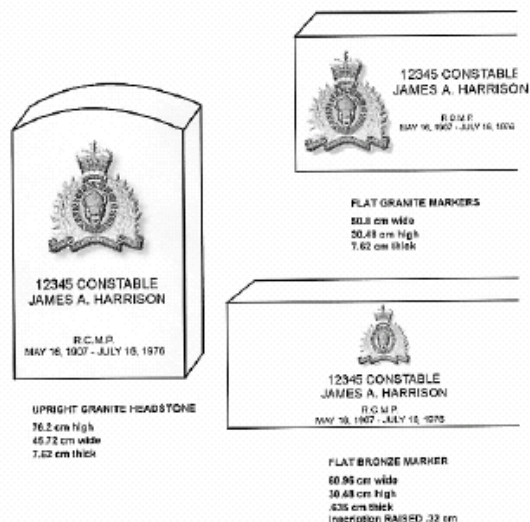 12345 CONSTABLE
JAMES A. HARRISON
R.C.M.P.
MAY 16, 1907 - JULY 16, 1976
UPRIGHT GRANITE HEADSTONE
76.2 cm high
45.72 cm wide
7.62 cm thick
12345 CONSTABLE
JAMES A. HARRISON
R.C.M.P.
MAY 16, 1907 - JULY 16, 1976
FLAT GRANITE MARKERS
50.8 cm wide
30.48 cm high
7.62 cm thick
12345 CONSTABLE
JAMES A. HARRISON
R.C.M.P.
MAY 16, 1907 - JULY 16, 1976
FLAT BRONZE MARKER
60.96 cm wide
30.48 cm high
.635 cm thick
Inscription RAISED .32 cm